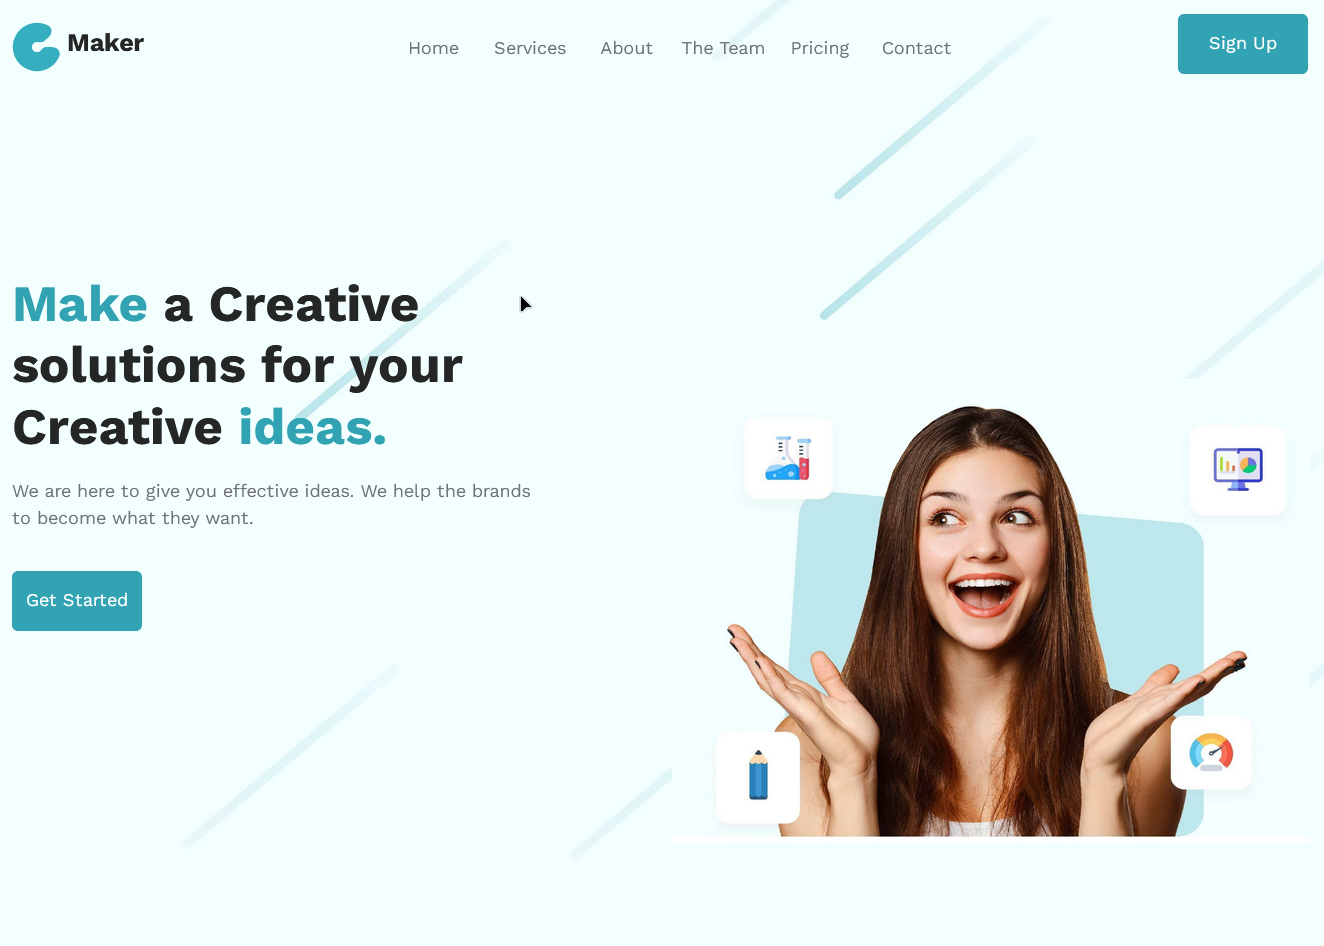 Maker
Home Services About The Team Pricing Contact
Sign Up
Make a Creative
solutions for your
Creative ideas.
We are here to give you effective ideas. We help the brands
to become what they want.
Get Started